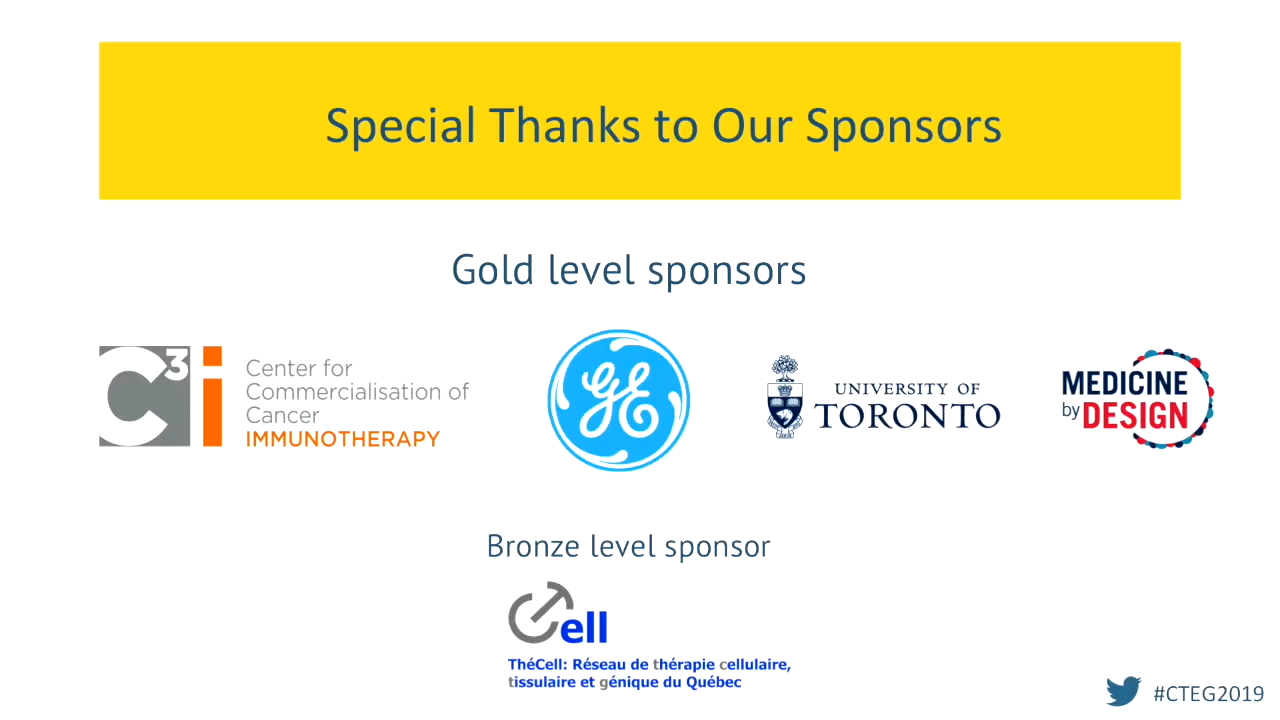 Special Thanks to Our Sponsors
Gold level sponsors
C3i
Center for
Commercialisation of
Cancer
IMMUNOTHERAPY
GE
UNIVERSITY OF
TORONTO
MEDICINE
by DESIGN
Bronze level sponsor
Cell
ThéCell: Réseau de thérapie cellulaire,
tissulaire et génique du Québec
#CTEG2019